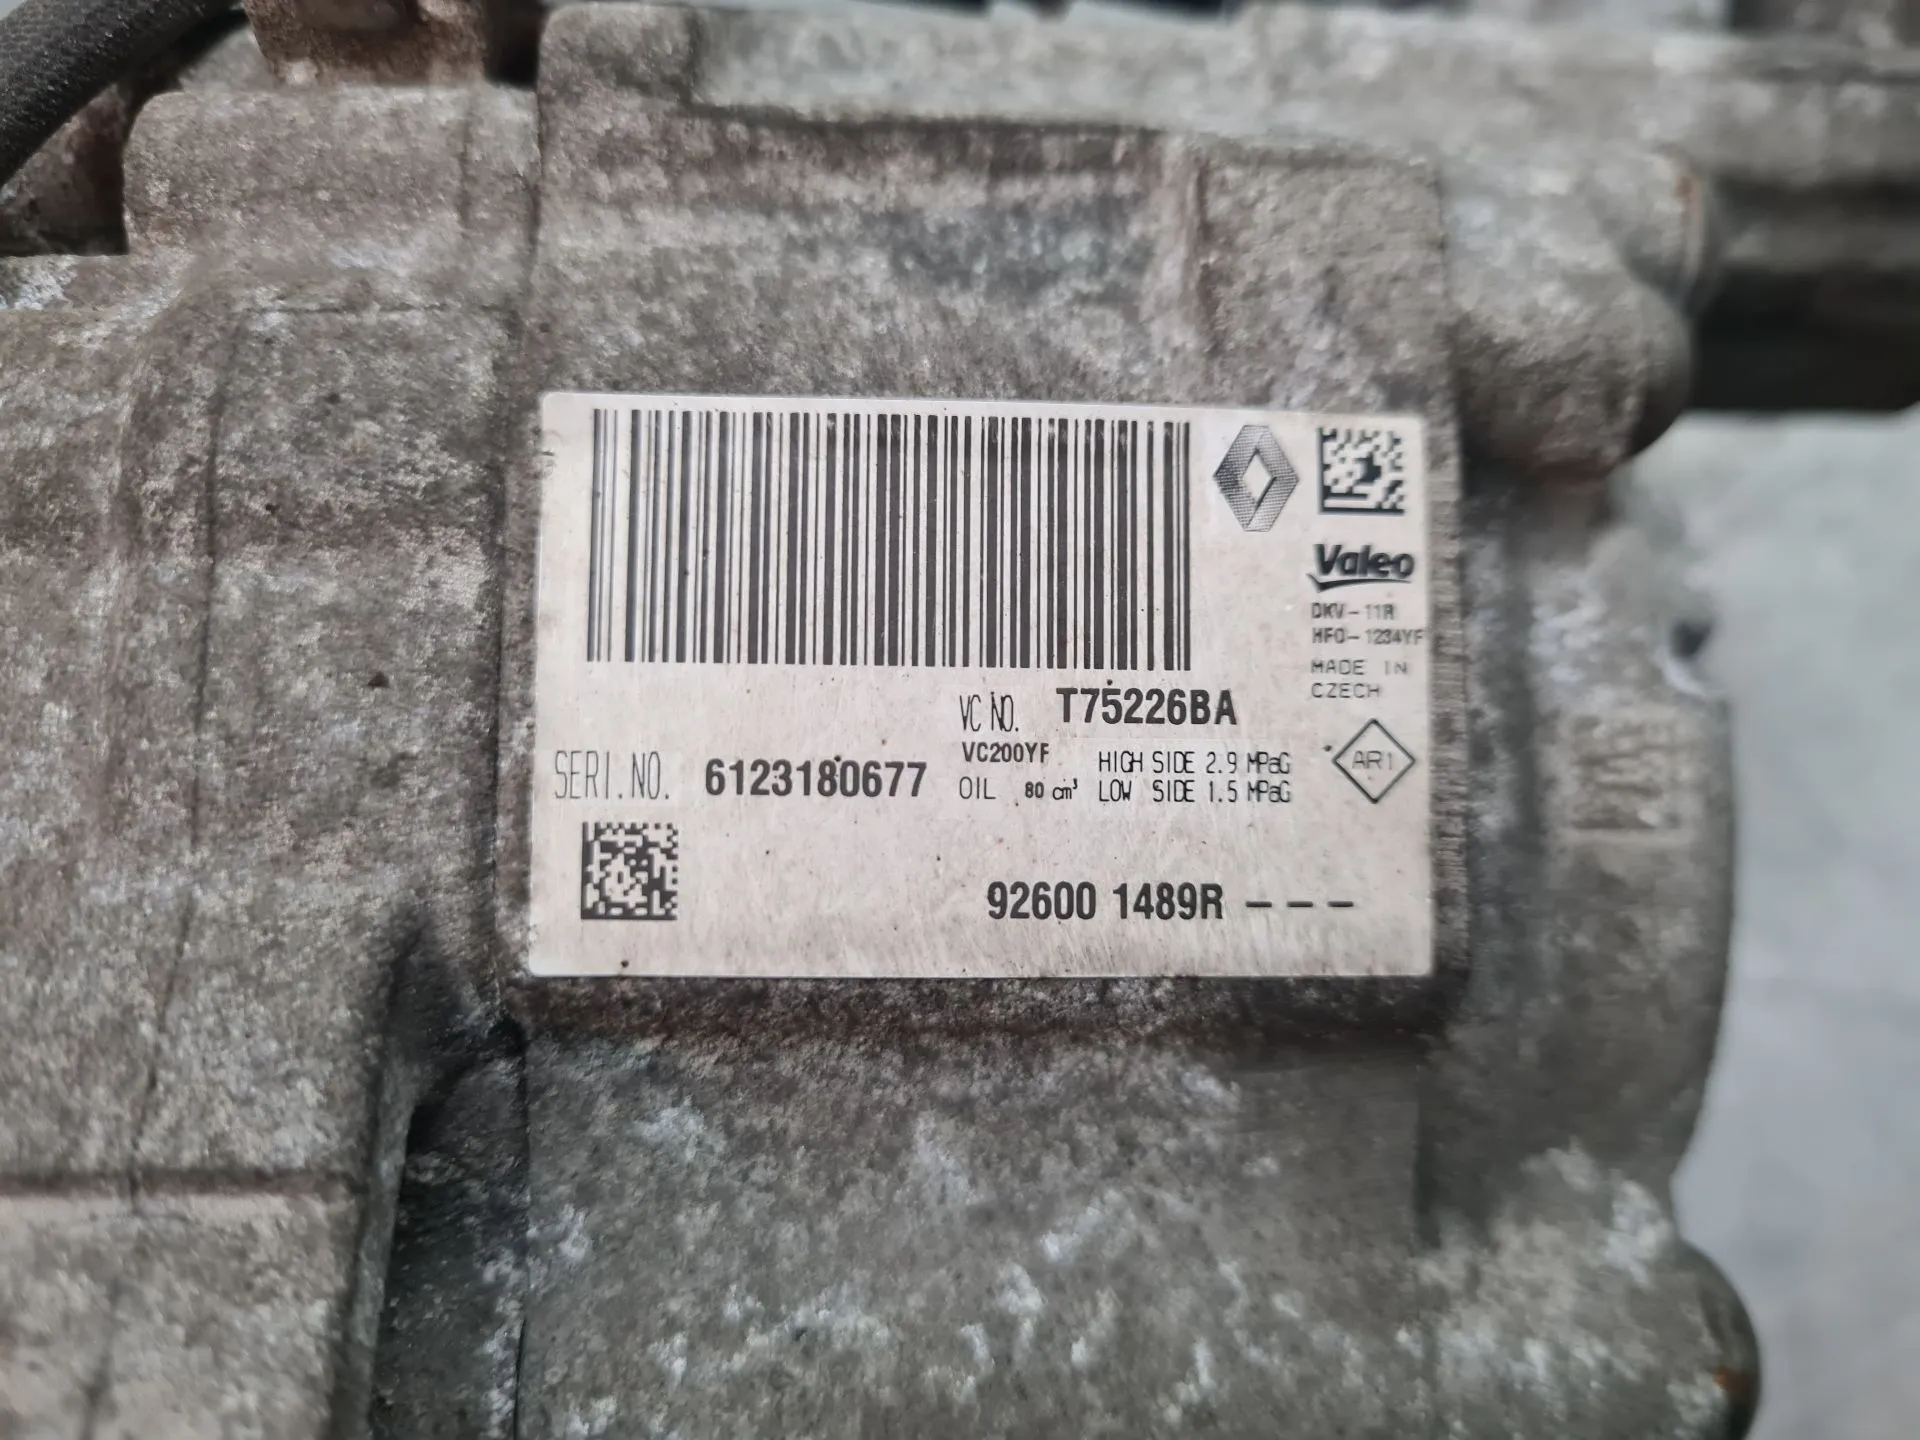 Valeo
DKV-11R
HFO-1234YF
MADE IN
CZECH
VC NO. T75226BA
VC200YF HIGH SIDE 2.9 MPaG
SERI.NO. 6123180677
OIL 80 cm³ LOW SIDE 1.5 MPaG
AR1
92600 1489R ---